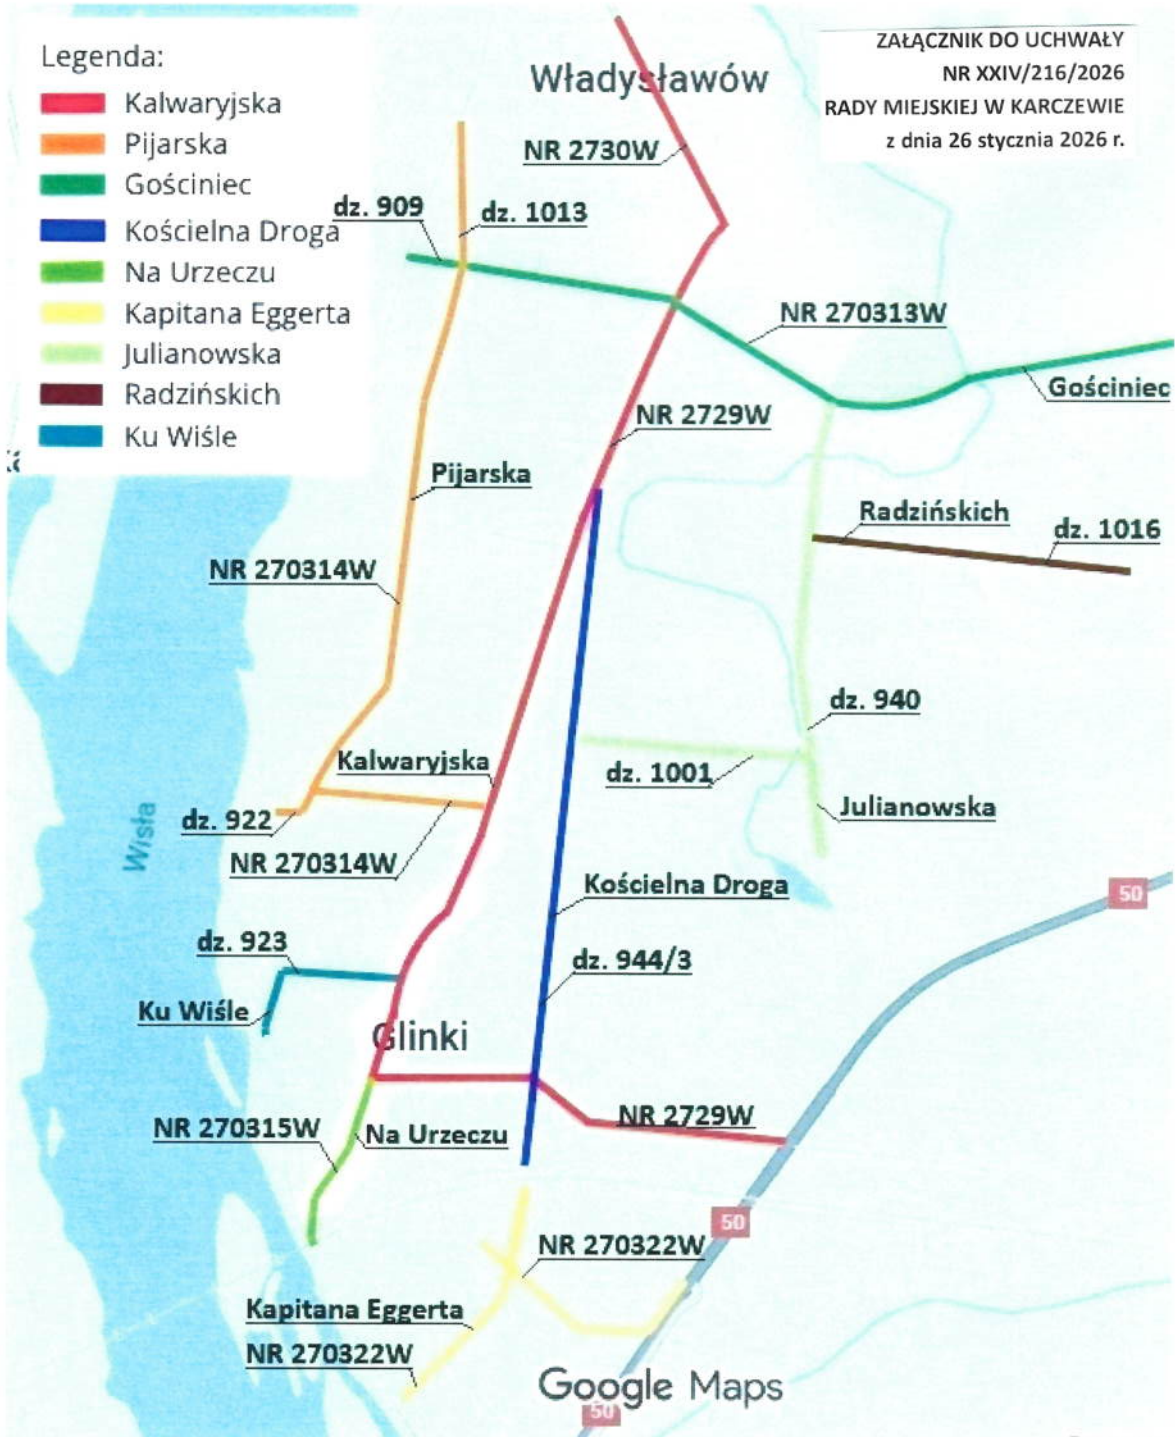 ZAŁĄCZNIK DO UCHWAŁY
NR XXIV/216/2026
RADY MIEJSKIEJ W KARCZEWIE
z dnia 26 stycznia 2026 r.
Legenda:
Kalwaryjska
Pijarska
Gościniec
Kościelna Droga
Na Urzeczu
Kapitana Eggerta
Julianowska
Radzińskich
Ku Wiśle
Władysławów
NR 2730W
dz. 909
dz. 1013
NR 270313W
Gościniec
NR 2729W
Pijarska
Radzińskich
dz. 1016
NR 270314W
dz. 940
Kalwaryjska
dz. 1001
Julianowska
dz. 922
Wisła
NR 270314W
Kościelna Droga
50
dz. 923
dz. 944/3
Ku Wiśle
Glinki
NR 2729W
NR 270315W
Na Urzeczu
50
NR 270322W
Kapitana Eggerta
NR 270322W
Google Maps
50